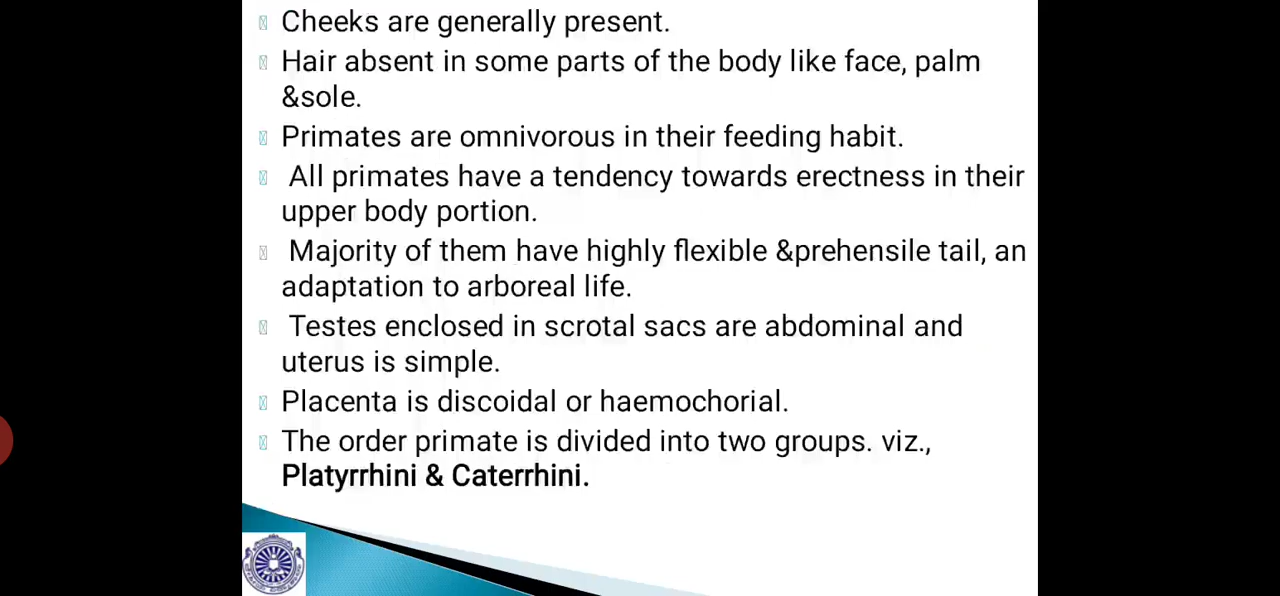 Cheeks are generally present.
Hair absent in some parts of the body like face, palm
&sole.
Primates are omnivorous in their feeding habit.
All primates have a tendency towards erectness in their
upper body portion.
Majority of them have highly flexible &prehensile tail, an
adaptation to arboreal life.
Testes enclosed in scrotal sacs are abdominal and
uterus is simple.
Placenta is discoidal or haemochorial.
The order primate is divided into two groups. viz.,
Platyrrhini & Caterrhini.